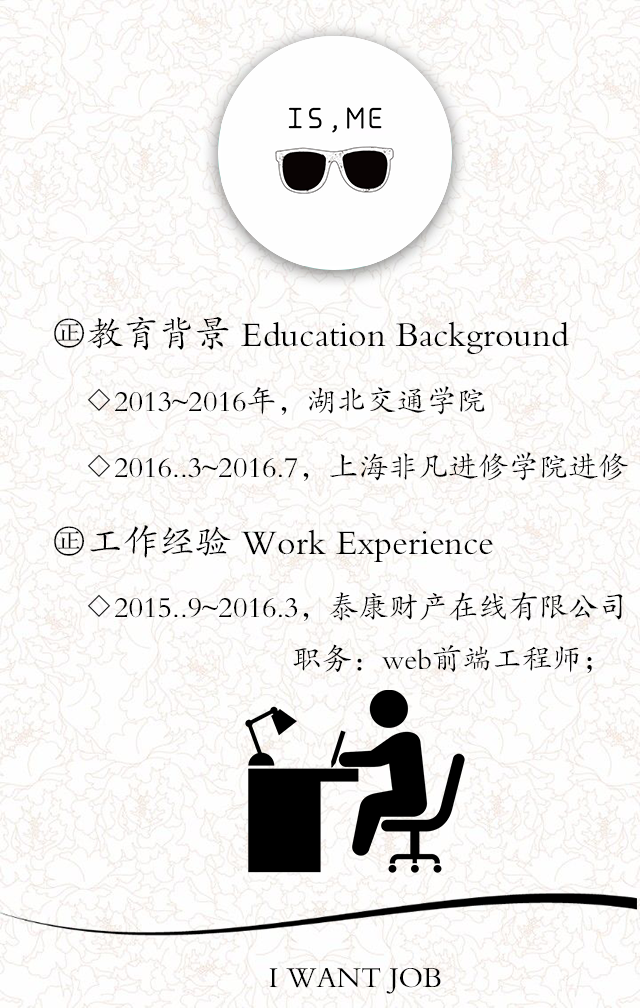 IS,ME
㊣教育背景 Education Background
◇2013~2016年，湖北交通学院
◇2016..3~2016.7，上海非凡进修学院进修
㊣工作经验 Work Experience
◇2015..9~2016.3，泰康财产在线有限公司
职务：web前端工程师；
I WANT JOB